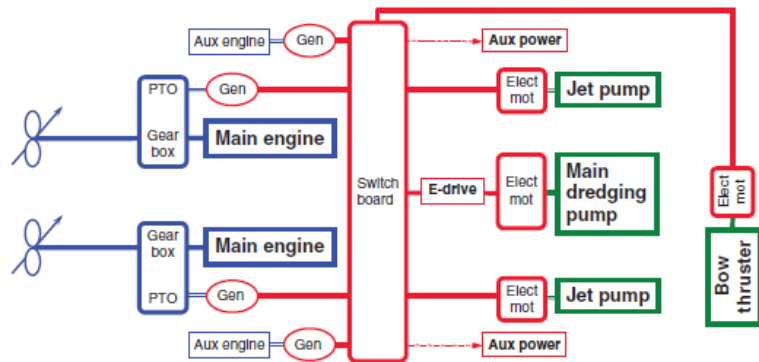 Aux engine
Gen
Aux power
PTO
Gen
Elect
mot
Jet pump
Gear
box
Main engine
Switch
board
E-drive
Elect
mot
Main
dredging
pump
Elect
mot
Bow
thruster
Gear
box
Main engine
PTO
Gen
Elect
mot
Jet pump
Aux engine
Gen
Aux power